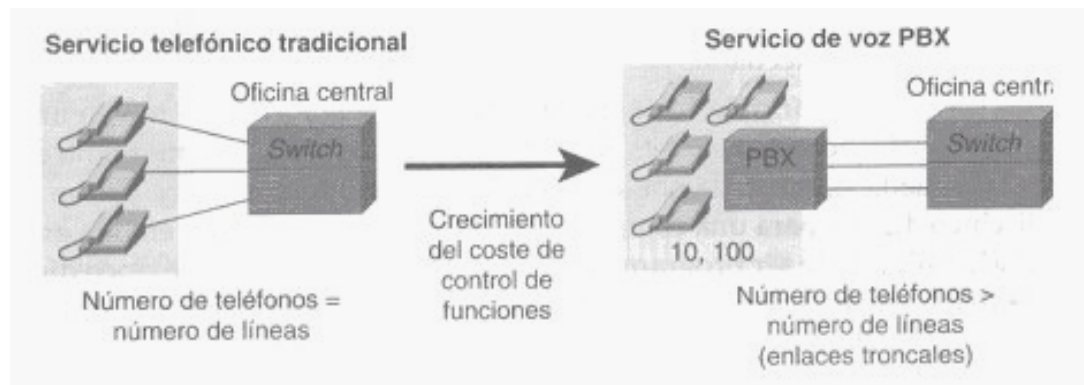 Servicio telefónico tradicional
Oficina central
Switch
Número de teléfonos =
número de líneas
Crecimiento
del coste de
control de
funciones
Servicio de voz PBX
Oficina centr
PBX
Switch
10, 100
Número de teléfonos >
número de líneas
(enlaces troncales)